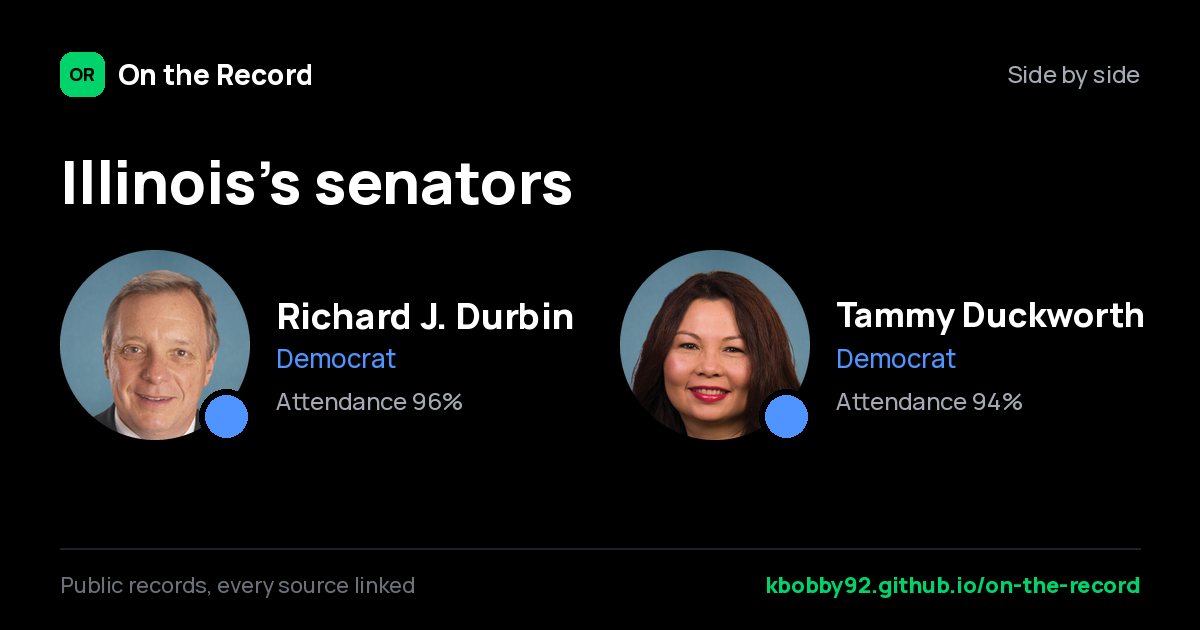 OR On the Record
Side by side
Illinois’s senators
Richard J. Durbin
Democrat
Attendance 96%
Tammy Duckworth
Democrat
Attendance 94%
Public records, every source linked
kbobby92.github.io/on-the-record